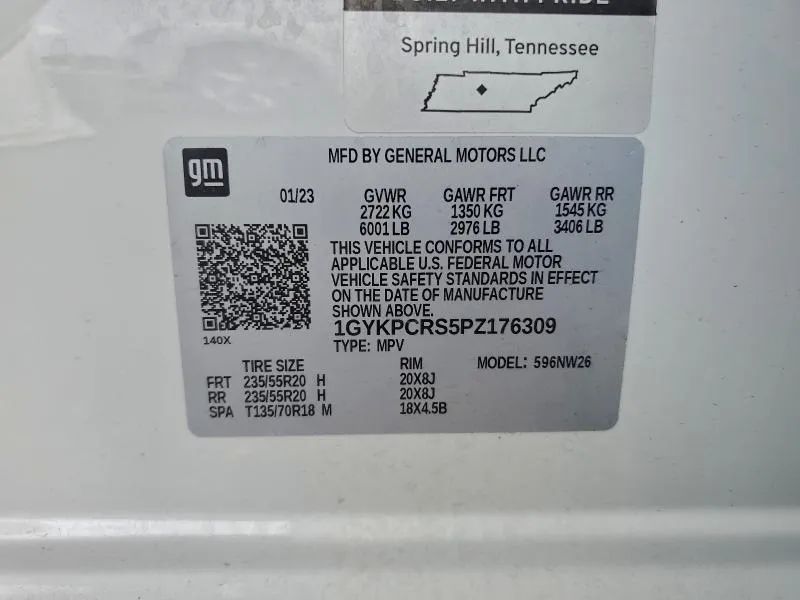 BUILT WITH PRIDE
Spring Hill, Tennessee
gm
MFD BY GENERAL MOTORS LLC
01/23 GVWR GAWR FRT GAWR RR
2722 KG 1350 KG 1545 KG
6001 LB 2976 LB 3406 LB
THIS VEHICLE CONFORMS TO ALL
APPLICABLE U.S. FEDERAL MOTOR
VEHICLE SAFETY STANDARDS IN EFFECT
ON THE DATE OF MANUFACTURE
SHOWN ABOVE.
1GYKPCRS5PZ176309
140X
TYPE: MPV
TIRE SIZE RIM MODEL: 596NW26
FRT 235/55R20 H 20X8J
RR 235/55R20 H 20X8J
SPA T135/70R18 M 18X4.5B